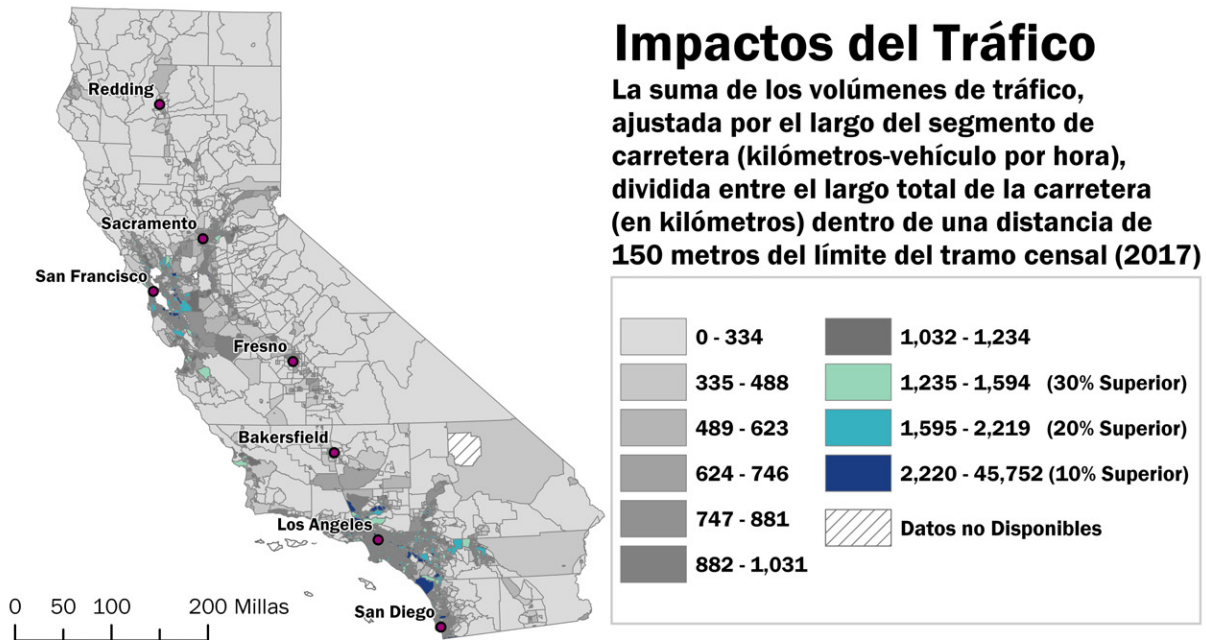 Impactos del Tráfico
La suma de los volúmenes de tráfico,
ajustada por el largo del segmento de
carretera (kilómetros-vehículo por hora),
dividida entre el largo total de la carretera
(en kilómetros) dentro de una distancia de
150 metros del límite del tramo censal (2017)
Redding
Sacramento
San Francisco
Fresno
Bakersfield
Los Angeles
San Diego
0 50 100 200 Millas
0 - 334
335 - 488
489 - 623
624 - 746
747 - 881
882 - 1,031
1,032 - 1,234
1,235 - 1,594 (30% Superior)
1,595 - 2,219 (20% Superior)
2,220 - 45,752 (10% Superior)
Datos no Disponibles